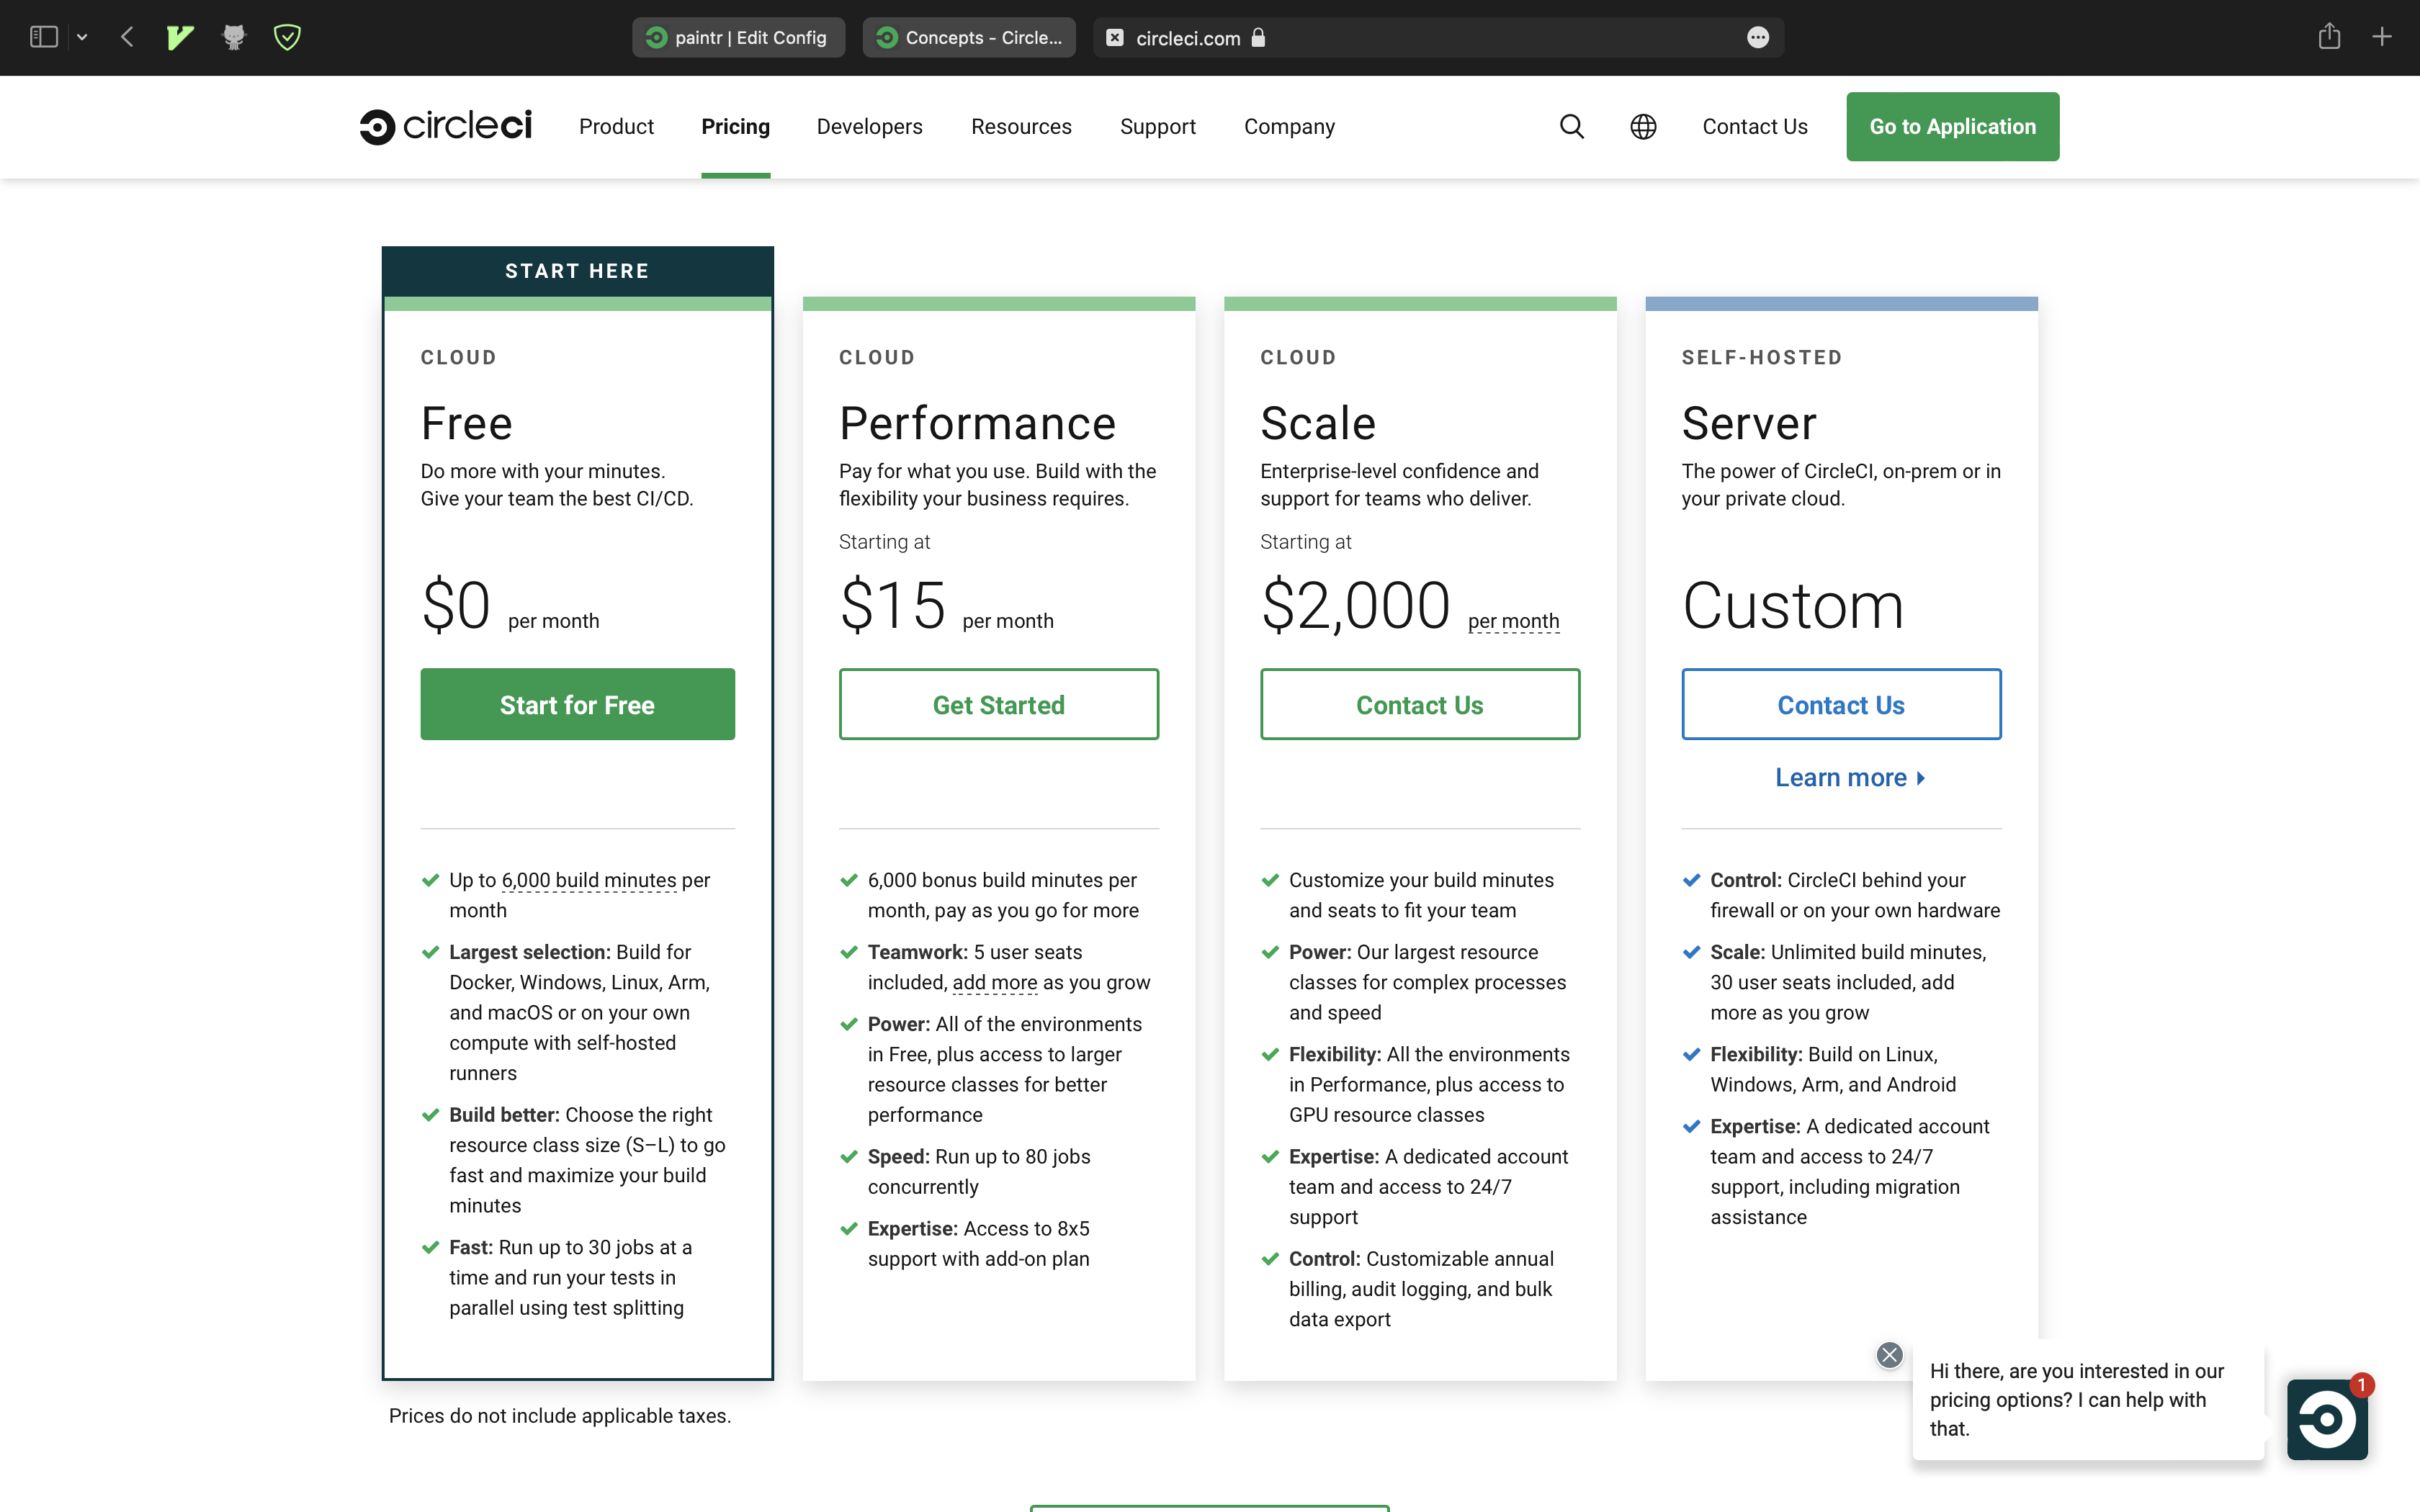 paintr | Edit Config
Concepts - Circle...
circleci.com
circleci
Product
Pricing
Developers
Resources
Support
Company
Contact Us
Go to Application
START HERE
CLOUD
Free
Do more with your minutes.
Give your team the best CI/CD.
$0 per month
Start for Free
Up to 6,000 build minutes per
month
Largest selection: Build for
Docker, Windows, Linux, Arm,
and macOS or on your own
compute with self-hosted
runners
Build better: Choose the right
resource class size (S–L) to go
fast and maximize your build
minutes
Fast: Run up to 30 jobs at a
time and run your tests in
parallel using test splitting
CLOUD
Performance
Pay for what you use. Build with the
flexibility your business requires.
Starting at
$15 per month
Get Started
6,000 bonus build minutes per
month, pay as you go for more
Teamwork: 5 user seats
included, add more as you grow
Power: All of the environments
in Free, plus access to larger
resource classes for better
performance
Speed: Run up to 80 jobs
concurrently
Expertise: Access to 8x5
support with add-on plan
CLOUD
Scale
Enterprise-level confidence and
support for teams who deliver.
Starting at
$2,000 per month
Contact Us
Customize your build minutes
and seats to fit your team
Power: Our largest resource
classes for complex processes
and speed
Flexibility: All the environments
in Performance, plus access to
GPU resource classes
Expertise: A dedicated account
team and access to 24/7
support
Control: Customizable annual
billing, audit logging, and bulk
data export
SELF-HOSTED
Server
The power of CircleCI, on-prem or in
your private cloud.
Custom
Contact Us
Learn more
Control: CircleCI behind your
firewall or on your own hardware
Scale: Unlimited build minutes,
30 user seats included, add
more as you grow
Flexibility: Build on Linux,
Windows, Arm, and Android
Expertise: A dedicated account
team and access to 24/7
support, including migration
assistance
Prices do not include applicable taxes.
Hi there, are you interested in our
pricing options? I can help with
that.
1